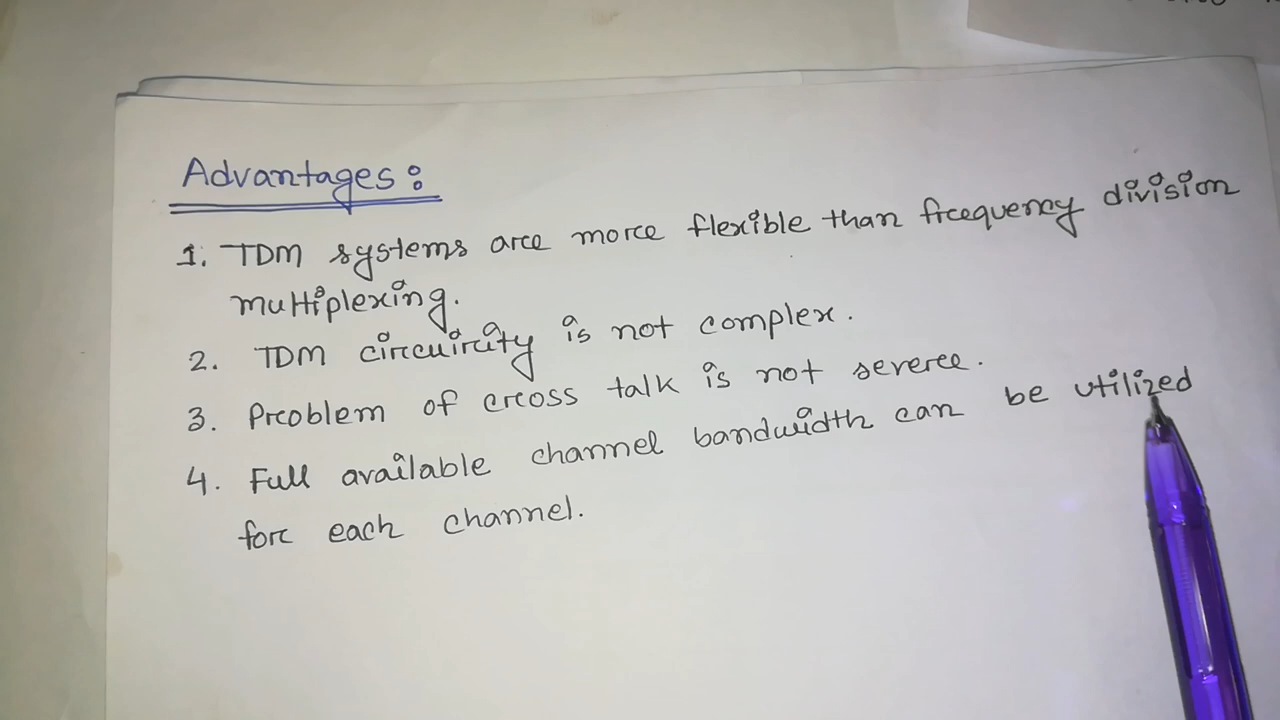 Advantages:
1. TDM systems are more flexible than frequency division
multiplexing.
2. TDM circuircity is not complex.
3. Problem of cross talk is not severe.
4. Full available channel bandwidth can be utilized
for each channel.